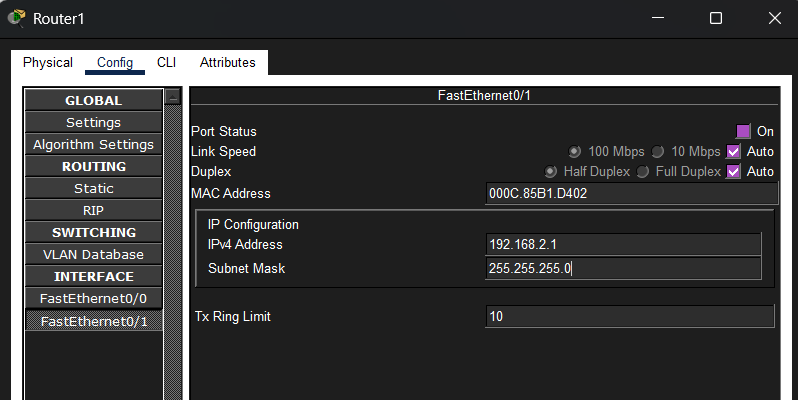 Router1
Physical Config CLI Attributes
GLOBAL
Settings
Algorithm Settings
ROUTING
Static
RIP
SWITCHING
VLAN Database
INTERFACE
FastEthernet0/0
FastEthernet0/1
FastEthernet0/1
Port Status On
Link Speed 100 Mbps 10 Mbps Auto
Duplex Half Duplex Full Duplex Auto
MAC Address 000C.85B1.D402
IP Configuration
IPv4 Address 192.168.2.1
Subnet Mask 255.255.255.0
Tx Ring Limit 10